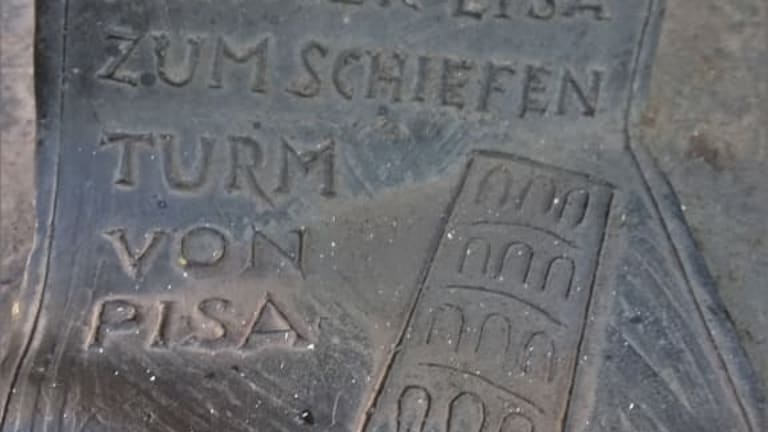 ZUM SCHIEFEN
TURM
VON
PISA